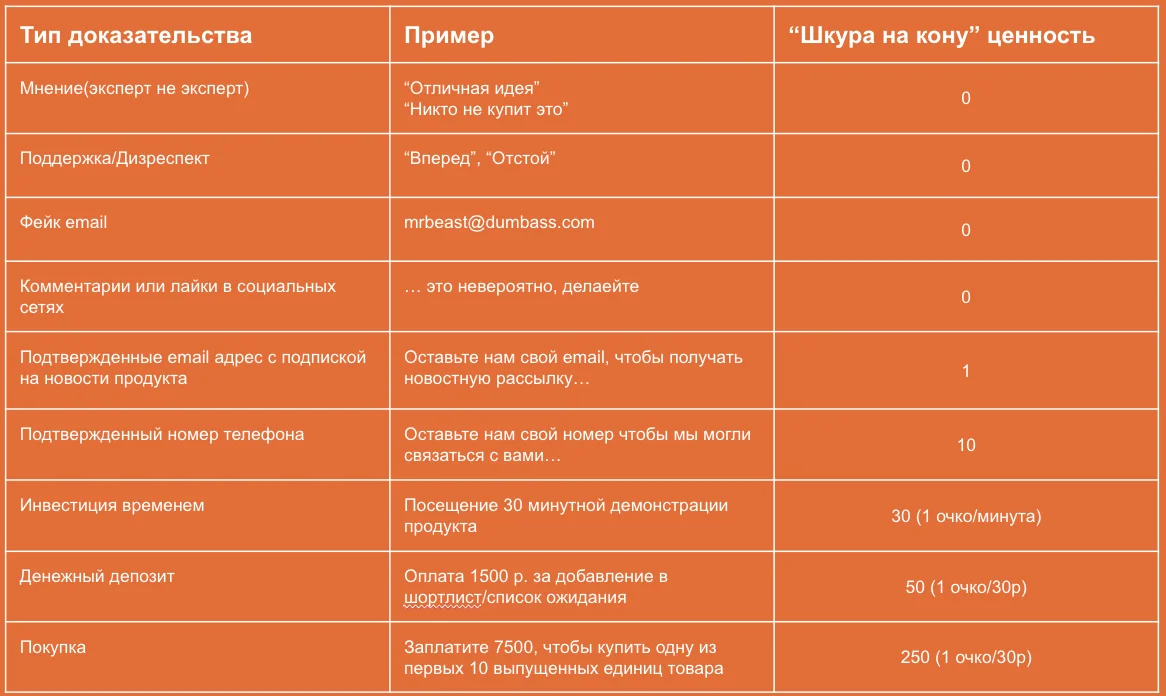 Тип доказательства
Пример
“Шкура на кону” ценность
Мнение(эксперт не эксперт)
“Отличная идея”
“Никто не купит это”
0
Поддержка/Дизреспект
“Вперед”, “Отстой”
0
Фейк email
mrbeast@dumbass.com
0
Комментарии или лайки в социальных
сетях
… это невероятно, делаейте
0
Подтвержденные email адрес с подпиской
на новости продукта
Оставьте нам свой email, чтобы получать
новостную рассылку…
1
Подтвержденный номер телефона
Оставьте нам свой номер чтобы мы могли
связаться с вами…
10
Инвестиция временем
Посещение 30 минутной демонстрации
продукта
30 (1 очко/минута)
Денежный депозит
Оплата 1500 р. за добавление в
шортлист/список ожидания
50 (1 очко/30р)
Покупка
Заплатите 7500, чтобы купить одну из
первых 10 выпущенных единиц товара
250 (1 очко/30р)